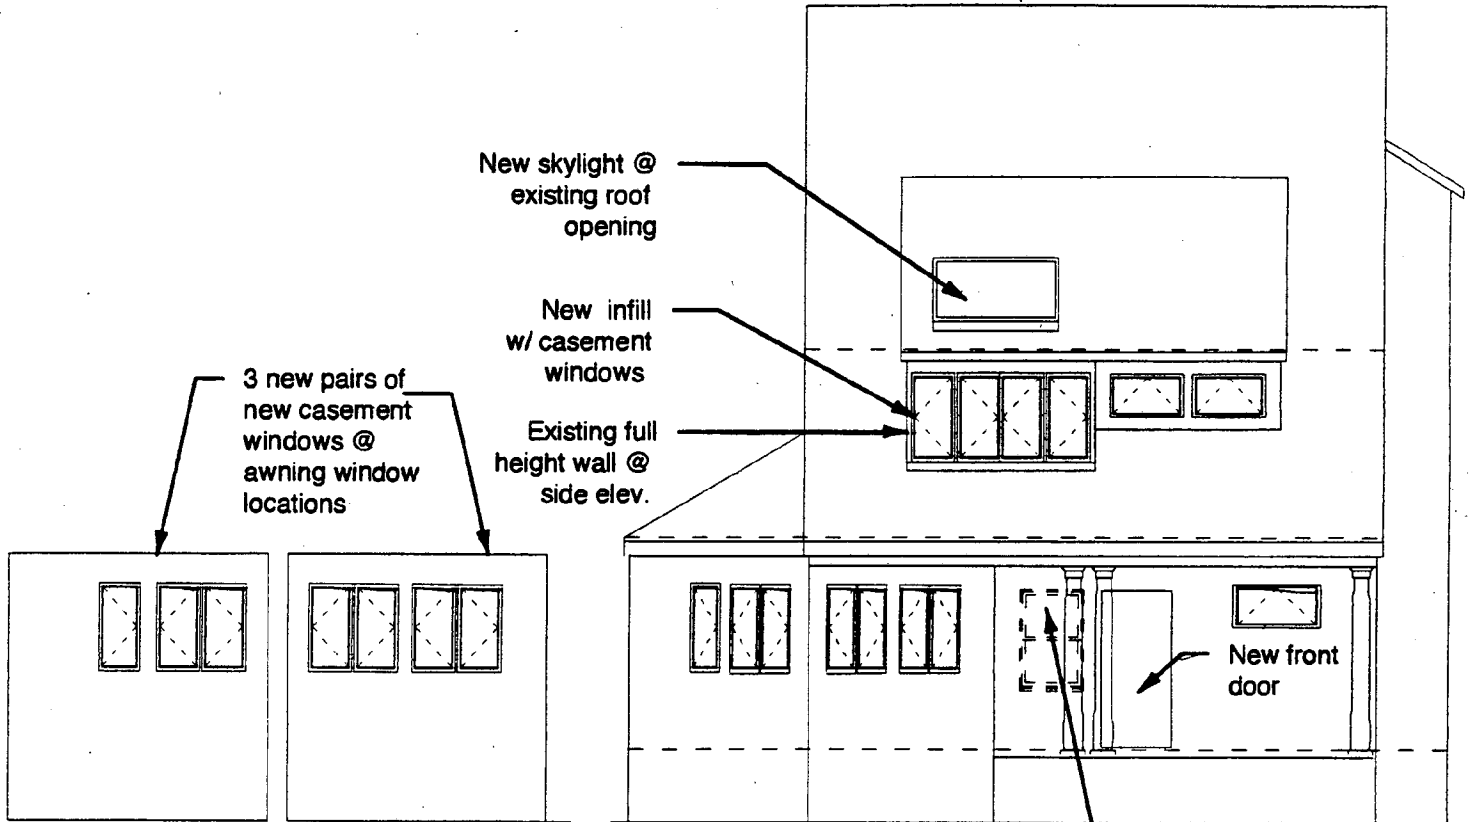 New skylight @
existing roof
opening
New infill
w/ casement
windows
3 new pairs of
new casement
windows @
awning window
locations
Existing full
height wall @
side elev.
New front
door